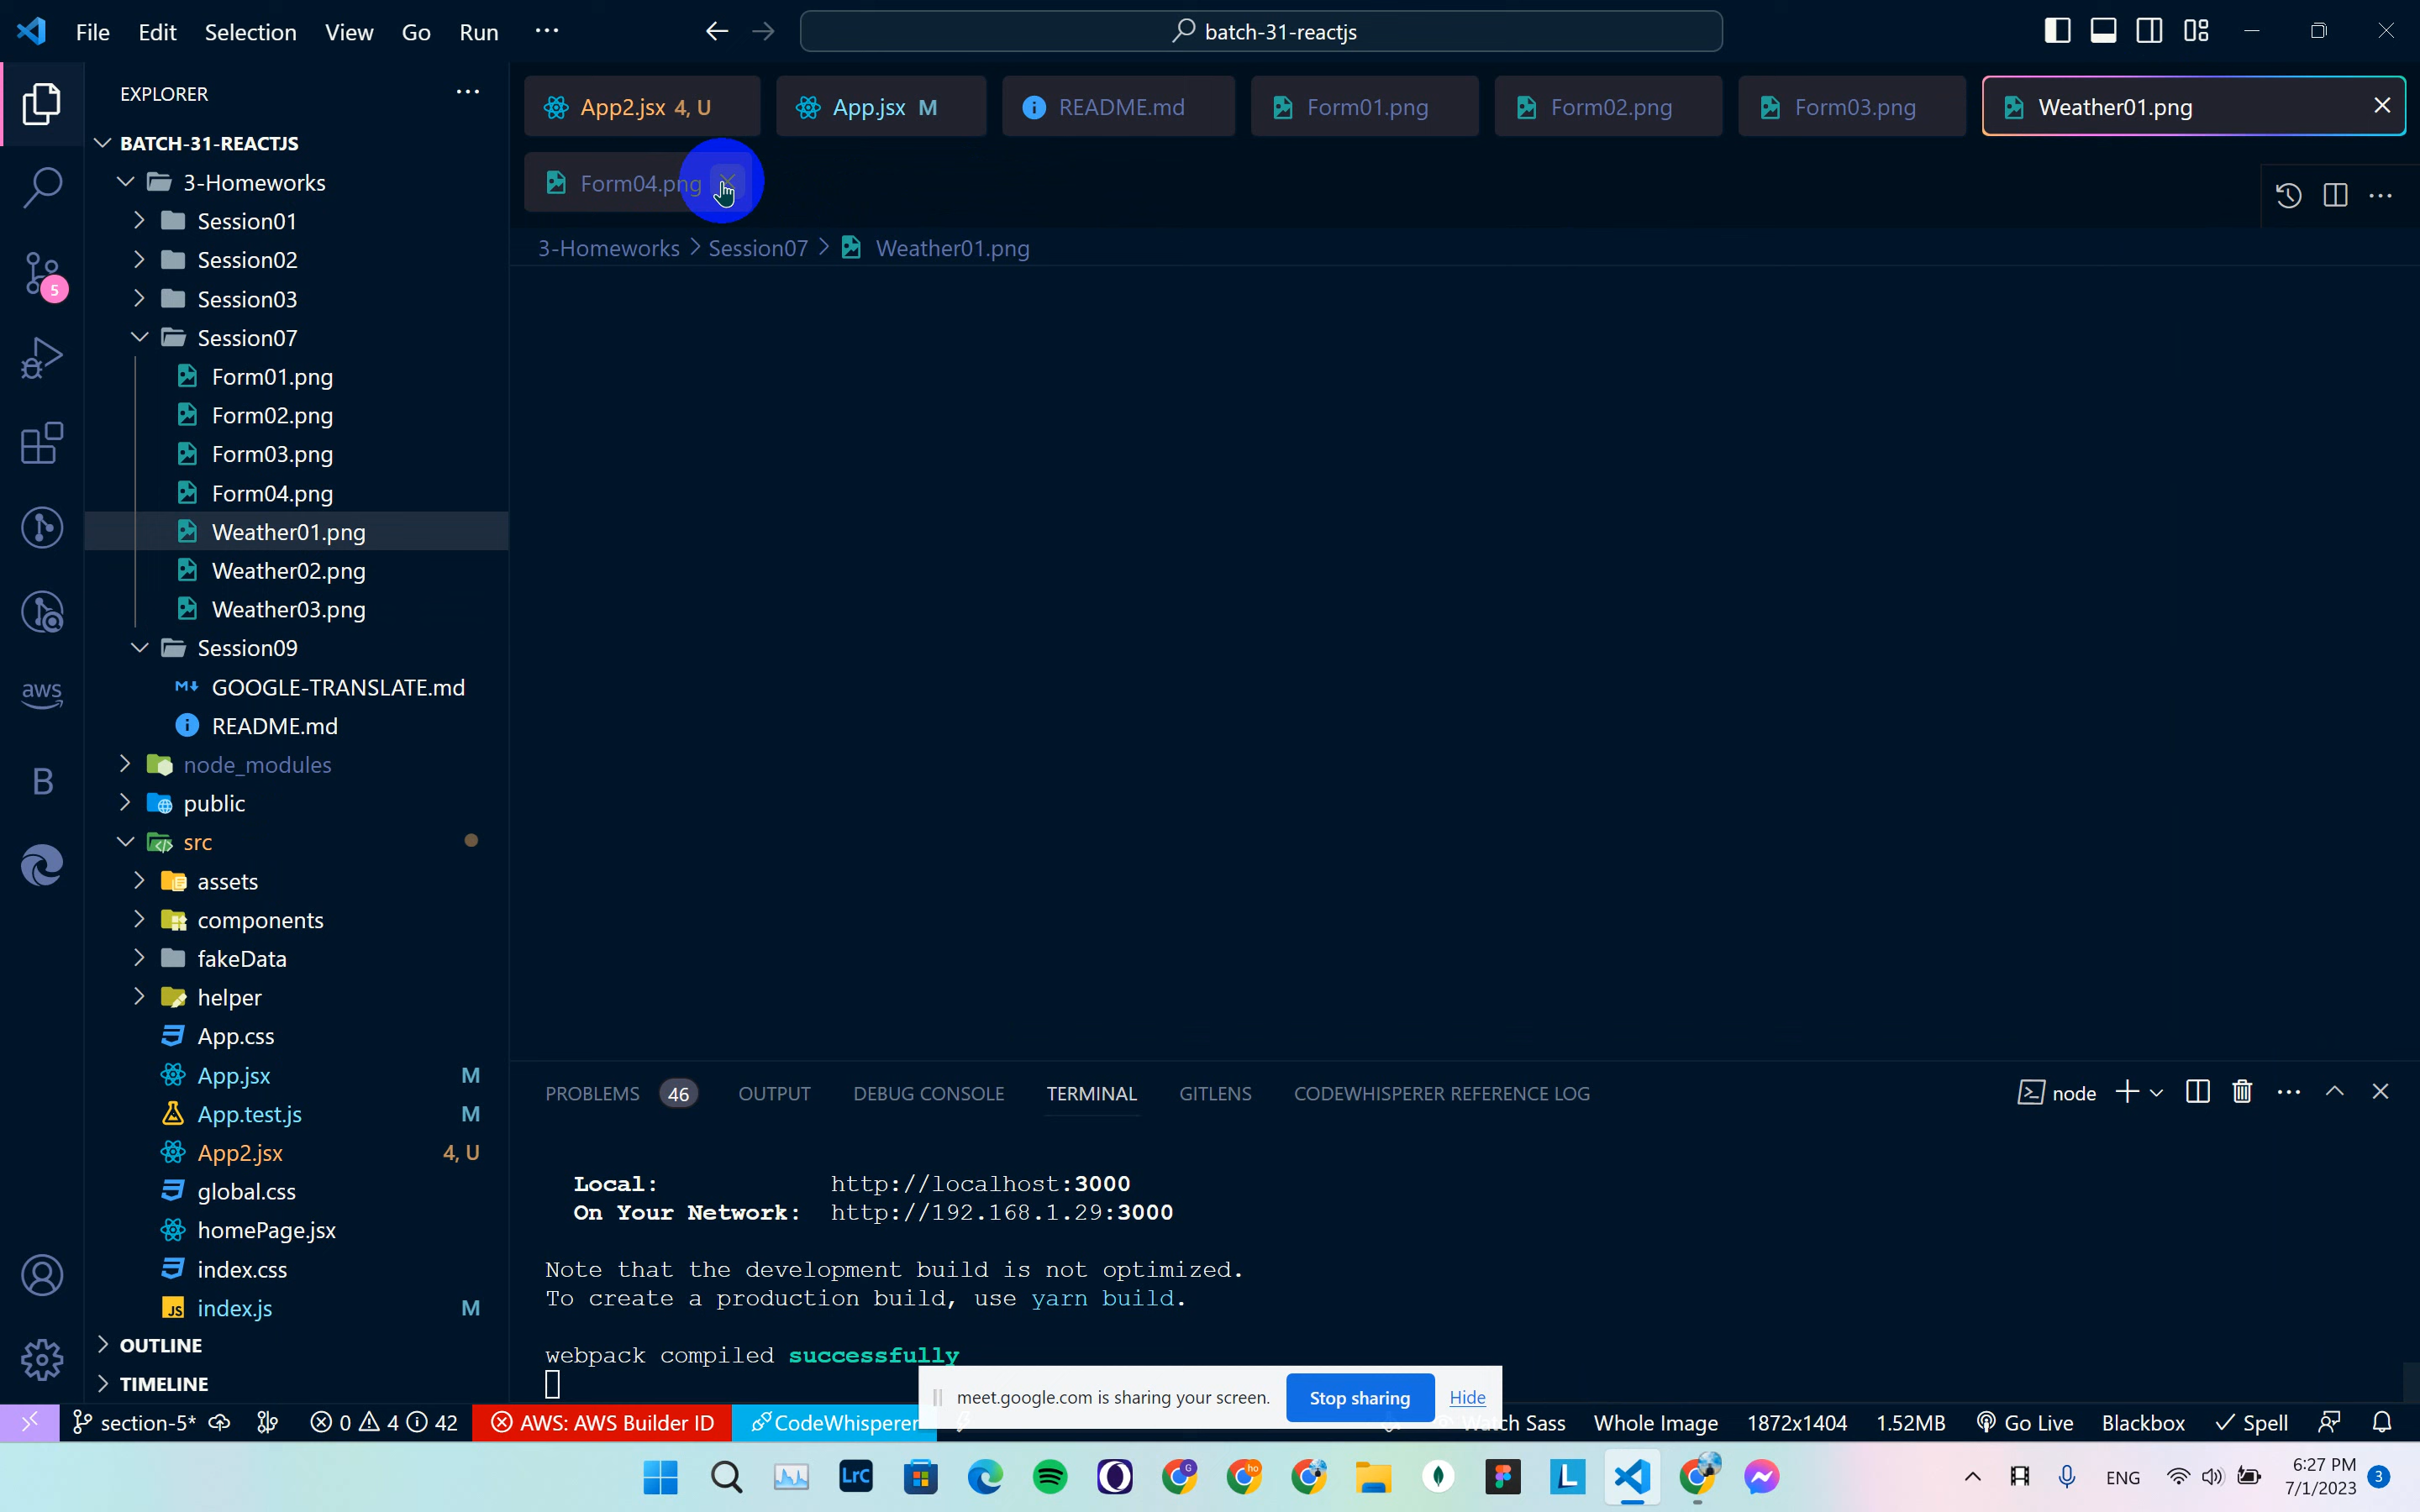 File Edit Selection View Go Run ···
batch-31-reactjs
EXPLORER
BATCH-31-REACTJS
3-Homeworks
Session01
Session02
Session03
Session07
Form01.png
Form02.png
Form03.png
Form04.png
Weather01.png
Weather02.png
Weather03.png
Session09
GOOGLE-TRANSLATE.md
README.md
node_modules
public
src
assets
components
fakeData
helper
App.css
App.jsx M
App.test.js M
App2.jsx 4, U
global.css
homePage.jsx
index.css
JS index.js M
OUTLINE
TIMELINE
5
aws
B
App2.jsx 4, U App.jsx M README.md Form01.png Form02.png Form03.png Weather01.png
Form04.png
3-Homeworks > Session07 > Weather01.png
PROBLEMS 46 OUTPUT DEBUG CONSOLE TERMINAL GITLENS CODEWHISPERER REFERENCE LOG
node
Local: http://localhost:3000
On Your Network: http://192.168.1.29:3000
Note that the development build is not optimized.
To create a production build, use yarn build.
webpack compiled successfully
meet.google.com is sharing your screen. Stop sharing Hide
section-5* 0 4 42 AWS: AWS Builder ID CodeWhisperer Watch Sass Whole Image 1872x1404 1.52MB Go Live Blackbox Spell
LrC G ho L
ENG
6:27 PM
7/1/2023
3